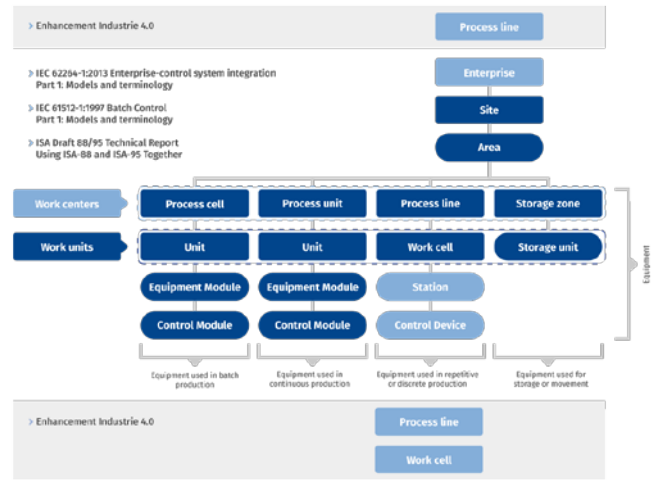 > Enhancement Industrie 4.0
Process line
> IEC 62264-1:2013 Enterprise-control system integration
Part 1: Models and terminology
> IEC 61512-1:1997 Batch Control
Part 1: Models and terminology
> ISA Draft 88/95 Technical Report
Using ISA-88 and ISA-95 Together
Enterprise
Site
Area
Work centers
Process cell
Process unit
Process line
Storage zone
Work units
Unit
Unit
Work cell
Storage unit
Equipment Module
Equipment Module
Station
Control Module
Control Module
Control Device
Equipment
Equipment used in batch
production
Equipment used in
continuous production
Equipment used in repetitive
or discrete production
Equipment used for
storage or movement
> Enhancement Industrie 4.0
Process line
Work cell